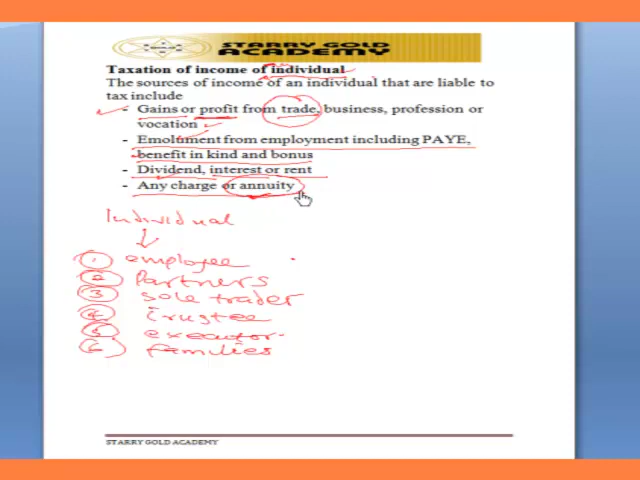 STARRY GOLD
ACADEMY
Taxation of income of individual
The sources of income of an individual that are liable to
tax include
- Gains or profit from trade, business, profession or
vocation
- Emolument from employment including PAYE,
benefit in kind and bonus
- Dividend, interest or rent
- Any charge or annuity
Individual
1 employee
2 Partners
3 sole trader
4 trustee
5 executor
6 families
STARRY GOLD ACADEMY